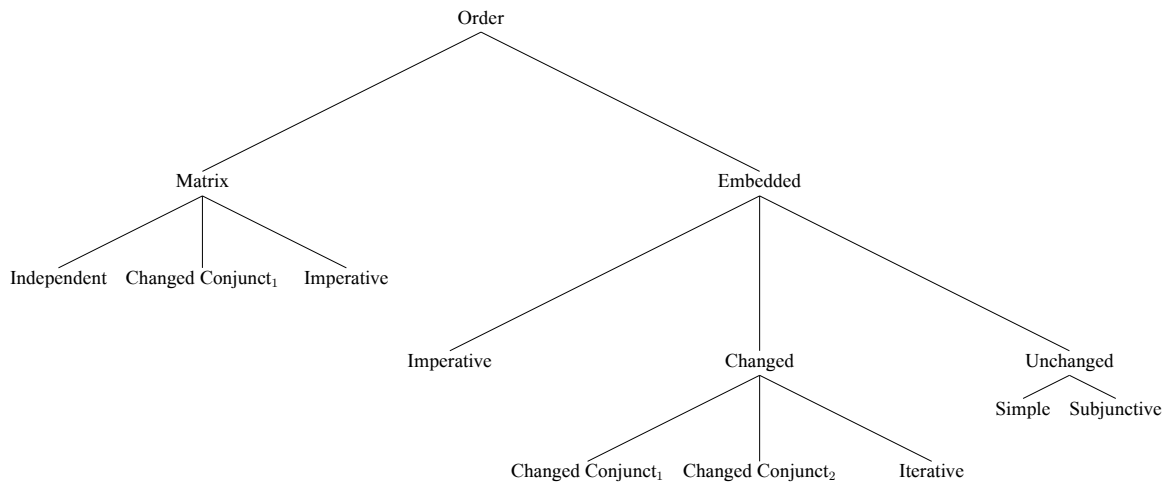 Order
Matrix Embedded
Independent Changed Conjunct₁ Imperative
Imperative Changed Unchanged
Simple Subjunctive
Changed Conjunct₁ Changed Conjunct₂ Iterative